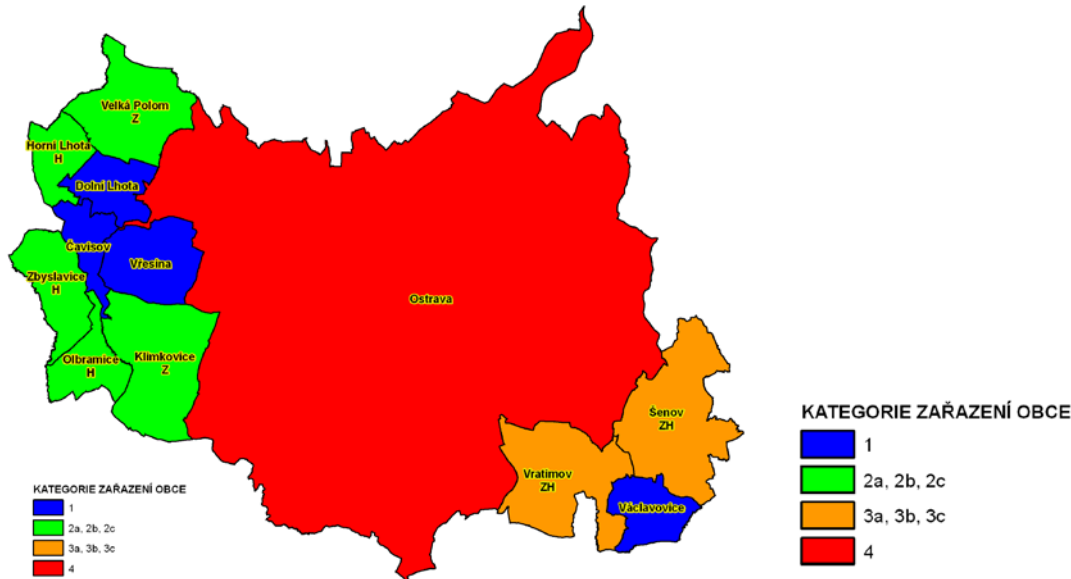 Velká Polom
Z
Horní Lhota
H
Dolní Lhota
Čavisov
Vřesina
Zbyslavice
H
Ostrava
Olbramice
H
Klimkovice
Z
Šenov
ZH
Vratimov
ZH
Václavovice
KATEGORIE ZAŘAZENÍ OBCE
1
2a, 2b, 2c
3a, 3b, 3c
4
KATEGORIE ZAŘAZENÍ OBCE
1
2a, 2b, 2c
3a, 3b, 3c
4